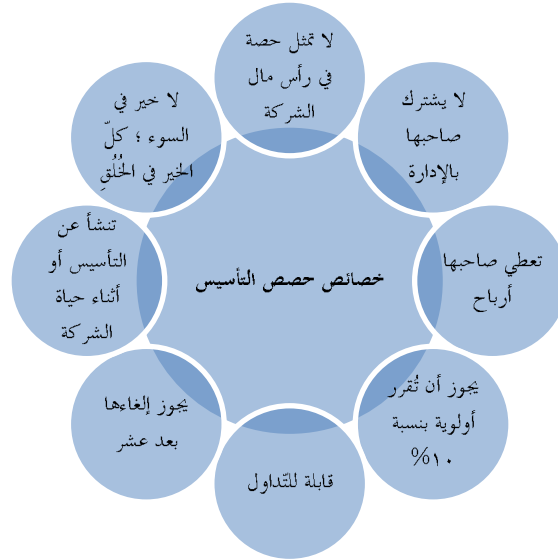 لا تمثل حصة
في رأس مال
الشركة
لا يشترك
صاحبها
بالإدارة
تعطي صاحبها
أرباح
يجوز أن تُقرر
أولوية بنسبة
١٠%
قابلة للتّداول
يجوز إلغاءها
بعد عشر
تنشأ عن
التأسيس أو
أثناء حياة
الشركة
لا خير في
السوء ؛ كلّ
الخير في الخُلُقِ
خصائص حصص التأسيس